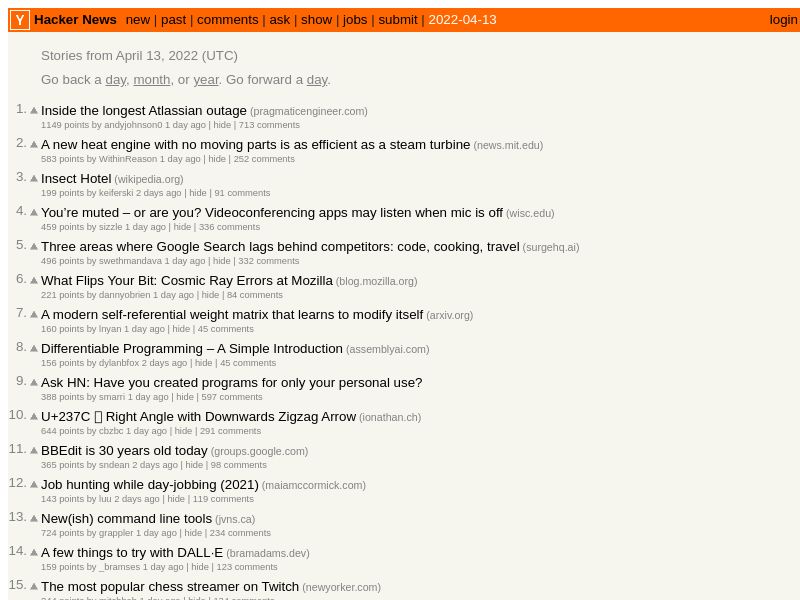 Y Hacker News new | past | comments | ask | show | jobs | submit | 2022-04-13 login
Stories from April 13, 2022 (UTC)
Go back a day, month, or year. Go forward a day.
1. Inside the longest Atlassian outage (pragmaticengineer.com)
1149 points by andyjohnson0 1 day ago | hide | 713 comments
2. A new heat engine with no moving parts is as efficient as a steam turbine (news.mit.edu)
583 points by WithinReason 1 day ago | hide | 252 comments
3. Insect Hotel (wikipedia.org)
199 points by keiferski 2 days ago | hide | 91 comments
4. You’re muted – or are you? Videoconferencing apps may listen when mic is off (wisc.edu)
459 points by sizzle 1 day ago | hide | 336 comments
5. Three areas where Google Search lags behind competitors: code, cooking, travel (surgehq.ai)
496 points by swethmandava 1 day ago | hide | 332 comments
6. What Flips Your Bit: Cosmic Ray Errors at Mozilla (blog.mozilla.org)
221 points by dannyobrien 1 day ago | hide | 84 comments
7. A modern self-referential weight matrix that learns to modify itself (arxiv.org)
160 points by lnyan 1 day ago | hide | 45 comments
8. Differentiable Programming – A Simple Introduction (assemblyai.com)
156 points by dylanbfox 2 days ago | hide | 45 comments
9. Ask HN: Have you created programs for only your personal use?
388 points by smarri 1 day ago | hide | 597 comments
10. U+237C ⍼ Right Angle with Downwards Zigzag Arrow (ionathan.ch)
644 points by cbzbc 1 day ago | hide | 291 comments
11. BBEdit is 30 years old today (groups.google.com)
365 points by sndean 2 days ago | hide | 98 comments
12. Job hunting while day-jobbing (2021) (maiamccormick.com)
143 points by luu 2 days ago | hide | 119 comments
13. New(ish) command line tools (jvns.ca)
724 points by grappler 1 day ago | hide | 234 comments
14. A few things to try with DALL·E (bramadams.dev)
159 points by _bramses 1 day ago | hide | 123 comments
15. The most popular chess streamer on Twitch (newyorker.com)